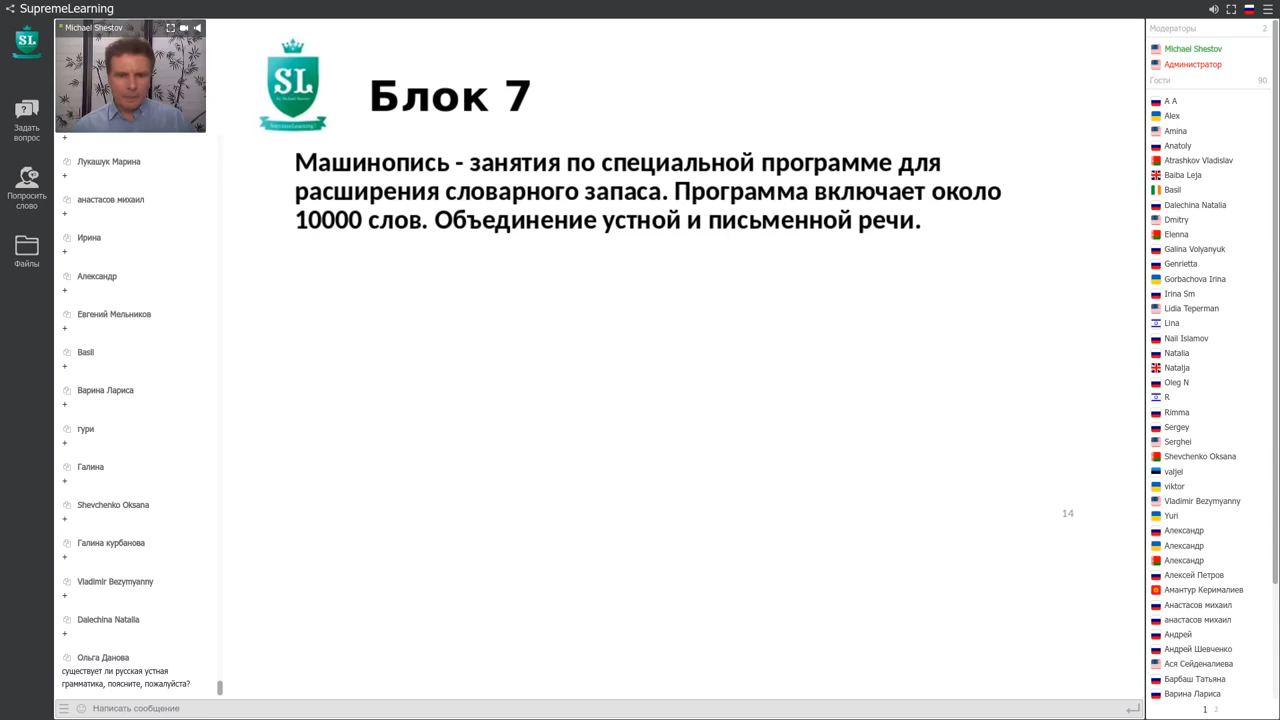 Supreme Learning
Michael Shestov
Задать
вопрос
Попросить
слово
Файлы
+
Лукашук Марина
+
анастасов михаил
+
Ирина
+
Александр
+
Евгений Мельников
+
Basil
+
Варина Лариса
+
гури
+
Галина
+
Shevchenko Oksana
+
Галина курбанова
+
Vladimir Bezymyanny
+
Dalechina Natalia
+
Ольга Данова
существует ли русская устная
грамматика, поясните, пожалуйста?
Написать сообщение
SL
Блок 7
Машинопись - занятия по специальной программе для
расширения словарного запаса. Программа включает около
10000 слов. Объединение устной и письменной речи.
14
Модераторы 2
Michael Shestov
Администратор
Гости 90
A A
Alex
Amina
Anatoly
Atrashkov Vladislav
Baiba Leja
Basil
Dalechina Natalia
Dmitry
Elenna
Galina Volyanyuk
Genrietta
Gorbachova Irina
Irina Sm
Lidia Teperman
Lina
Nail Islamov
Natalia
Natalja
Oleg N
R
Rimma
Sergey
Serghei
Shevchenko Oksana
valjel
viktor
Vladimir Bezymyanny
Yuri
Александр
Александр
Александр
Алексей Петров
Амантур Керималиев
Анастасов михаил
анастасов михаил
Андрей
Андрей Шевченко
Ася Сейденалиева
Барбаш Татьяна
Варина Лариса
1 2